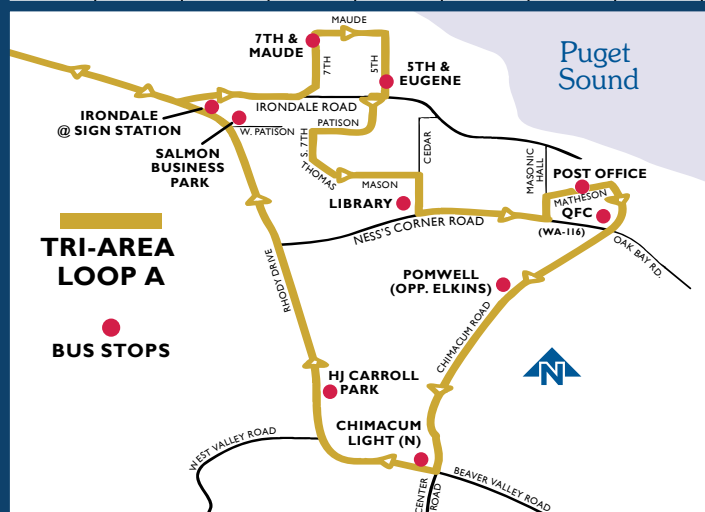 MAUDE
7TH &
MAUDE
7TH
5TH
5TH &
EUGENE
Puget
Sound
IRONDALE
@ SIGN STATION
IRONDALE ROAD
PATISON
W. PATISON
SALMON
BUSINESS
PARK
S. 7TH
THOMAS
CEDAR
MASON
MASONIC
HALL
POST OFFICE
MATHESON
LIBRARY
QFC
NESS'S CORNER ROAD
(WA-116)
OAK BAY RD.
TRI-AREA
LOOP A
RHODY DRIVE
POMWELL
(OPP. ELKINS)
CHIMACUM ROAD
BUS STOPS
N
HJ CARROLL
PARK
CHIMACUM
LIGHT (N)
WEST VALLEY ROAD
CENTER
ROAD
BEAVER VALLEY ROAD